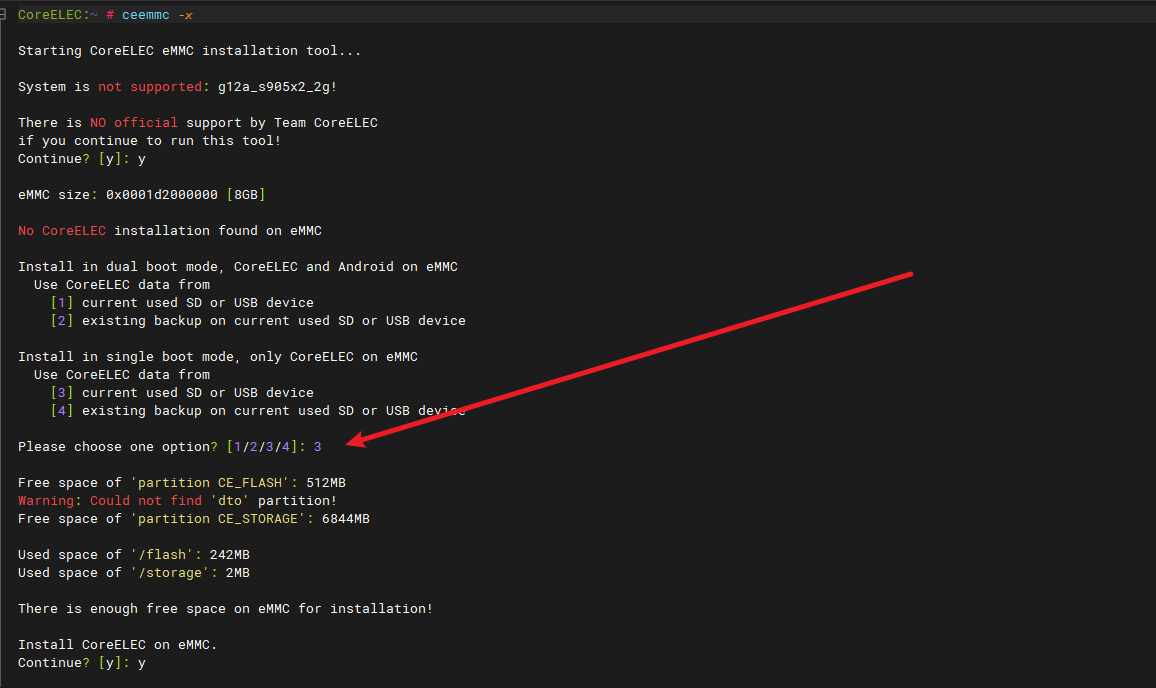 CoreELEC:~ # ceemmc -x
Starting CoreELEC eMMC installation tool...
System is not supported: g12a_s905x2_2g!
There is NO official support by Team CoreELEC
if you continue to run this tool!
Continue? [y]: y
eMMC size: 0x0001d2000000 [8GB]
No CoreELEC installation found on eMMC
Install in dual boot mode, CoreELEC and Android on eMMC
Use CoreELEC data from
[1] current used SD or USB device
[2] existing backup on current used SD or USB device
Install in single boot mode, only CoreELEC on eMMC
Use CoreELEC data from
[3] current used SD or USB device
[4] existing backup on current used SD or USB device
Please choose one option? [1/2/3/4]: 3
Free space of 'partition CE_FLASH': 512MB
Warning: Could not find 'dto' partition!
Free space of 'partition CE_STORAGE': 6844MB
Used space of '/flash': 242MB
Used space of '/storage': 2MB
There is enough free space on eMMC for installation!
Install CoreELEC on eMMC.
Continue? [y]: y